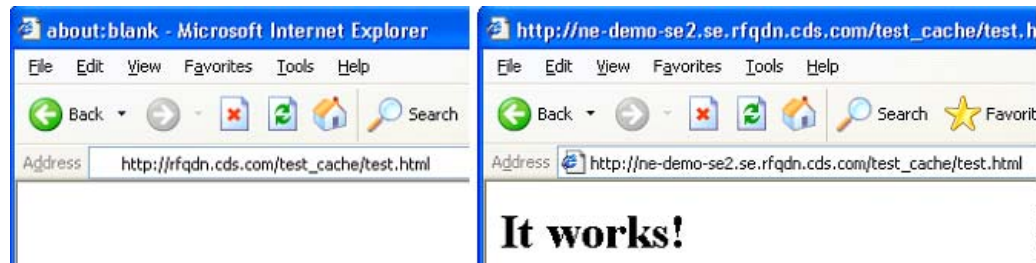 about:blank - Microsoft Internet Explorer
File Edit View Favorites Tools Help
Back Search
Address http://rfqdn.cds.com/test_cache/test.html
http://ne-demo-se2.se.rfqdn.cds.com/test_cache/test.h
File Edit View Favorites Tools Help
Back Search Favorit
Address http://ne-demo-se2.se.rfqdn.cds.com/test_cache/test.html
It works!